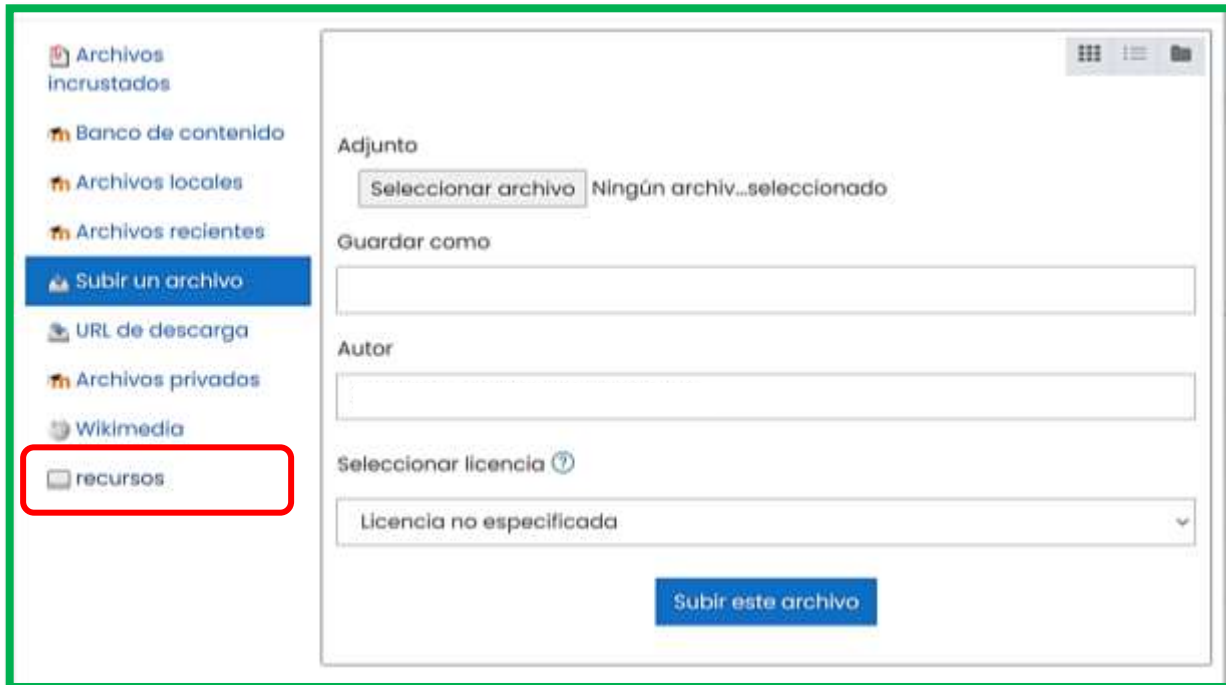 Archivos
incrustados
Banco de contenido
Archivos locales
Archivos recientes
Subir un archivo
URL de descarga
Archivos privados
Wikimedia
recursos
Adjunto
Seleccionar archivo Ningún archiv...seleccionado
Guardar como
Autor
Seleccionar licencia
Licencia no especificada
Subir este archivo